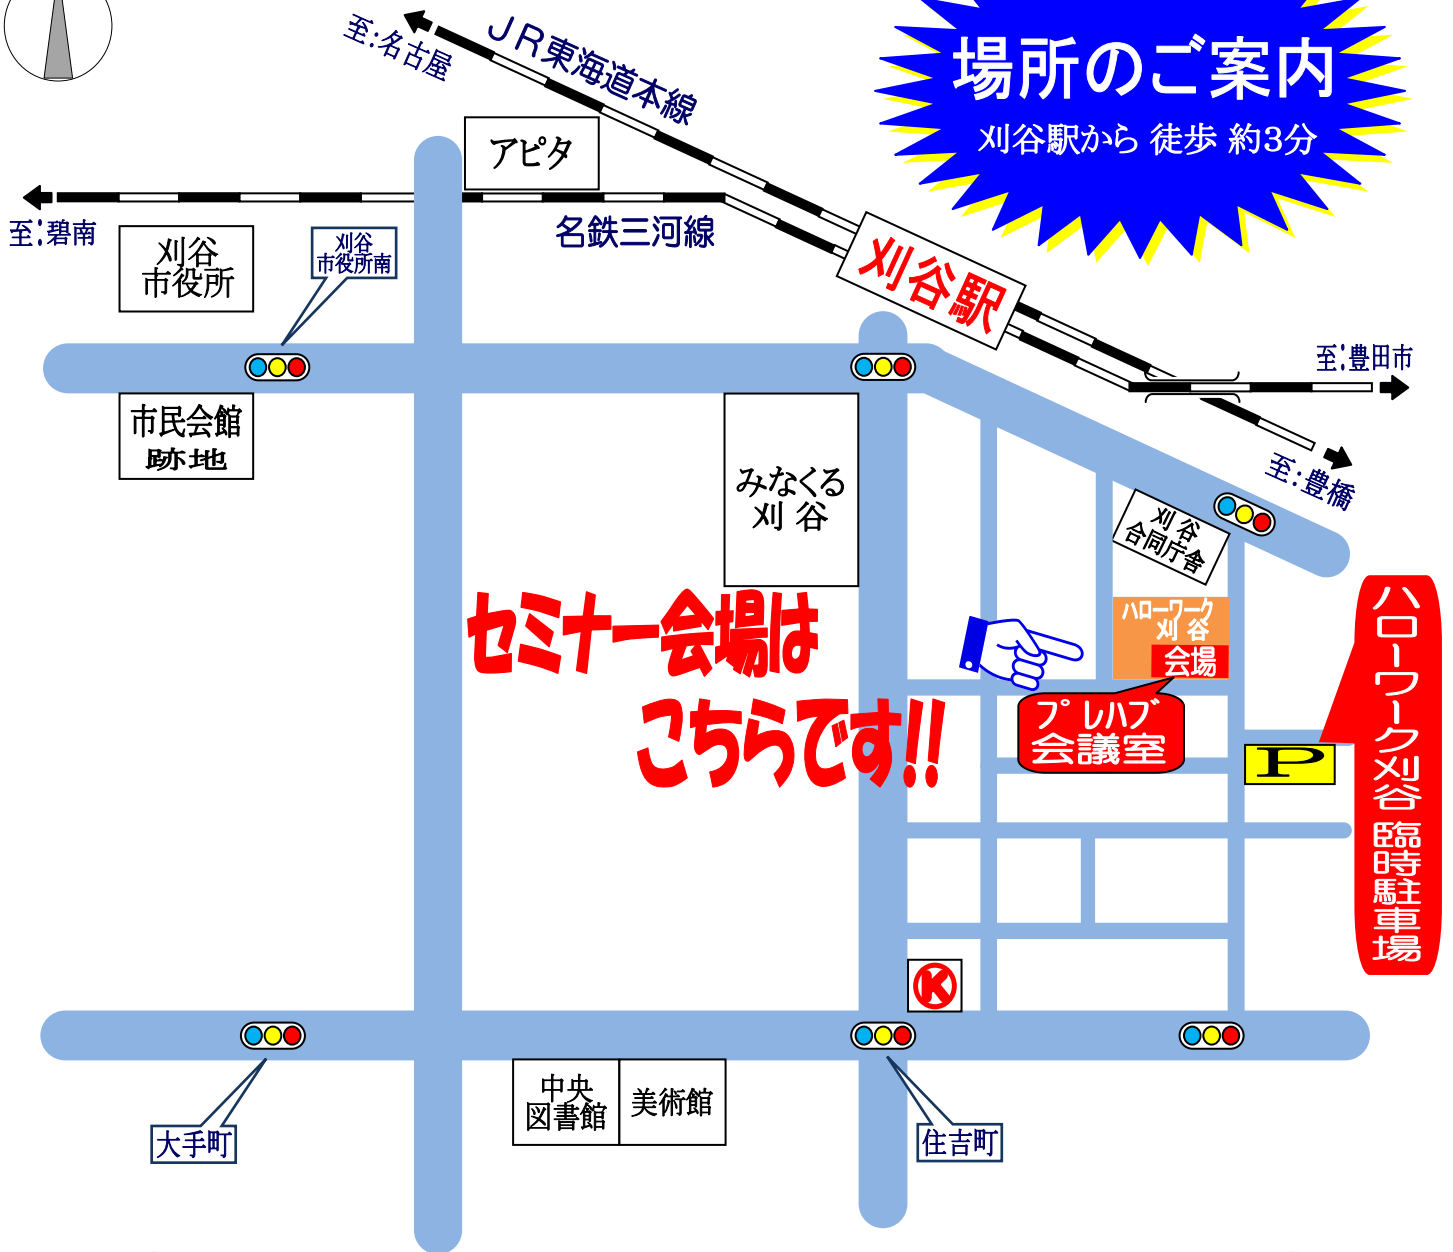 場所のご案内
刈谷駅から 徒歩 約3分
至:名古屋
JR東海道本線
アピタ
至:碧南
名鉄三河線
刈谷
市役所
刈谷
市役所南
刈谷駅
至:豊田市
至:豊橋
市民会館
跡地
みなくる
刈 谷
刈 谷
合同庁舎
セミナー会場は
こちらです!!
ハローワーク
刈 谷
会場
プレハブ
会議室
P
ハローワーク刈谷 臨時駐車場
K
中央
図書館
美術館
大手町
住吉町